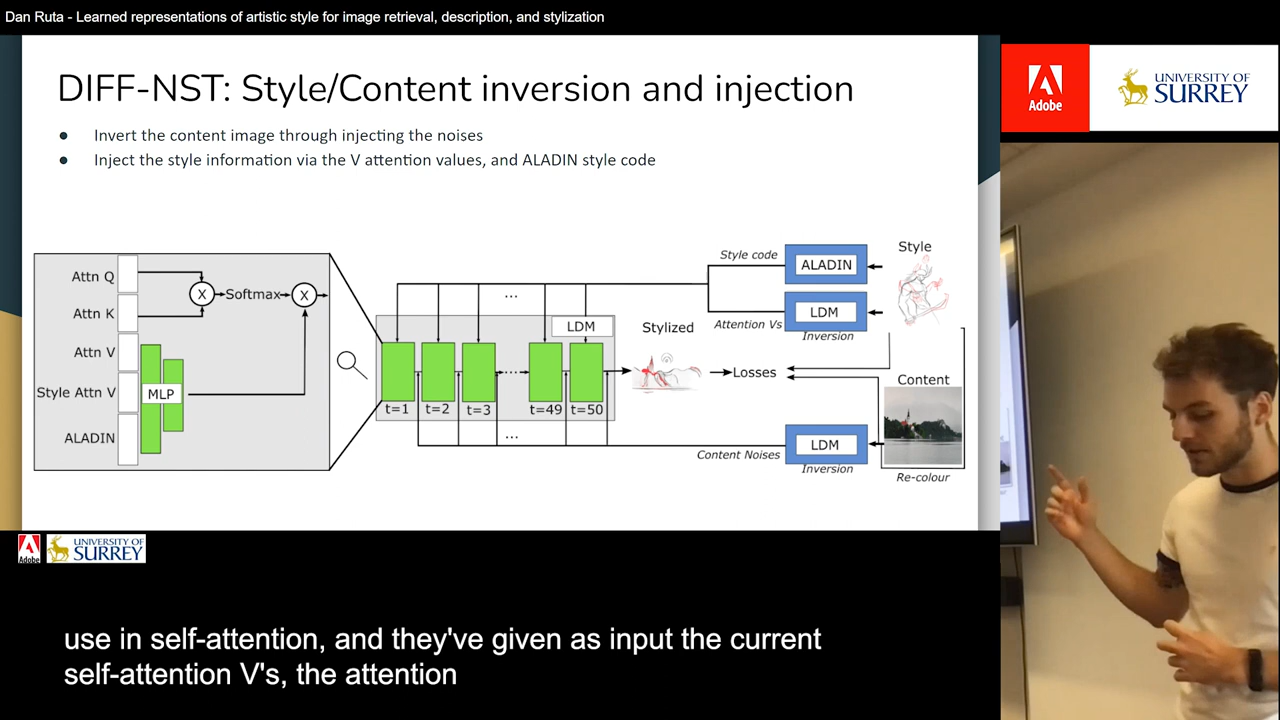 Dan Ruta - Learned representations of artistic style for image retrieval, description, and stylization
DIFF-NST: Style/Content inversion and injection
● Invert the content image through injecting the noises
● Inject the style information via the V attention values, and ALADIN style code
Attn Q
Attn K
Attn V
Style Attn V
ALADIN
MLP
X
Softmax
X
...
LDM
t=1
t=2
t=3
....
t=49
t=50
...
Style code
Attention Vs
ALADIN
LDM
Inversion
Style
Stylized
Losses
Content
Content Noises
LDM
Inversion
Re-colour
Adobe
UNIVERSITY OF
SURREY
Adobe
UNIVERSITY OF
SURREY
use in self-attention, and they've given as input the current
self-attention V's, the attention